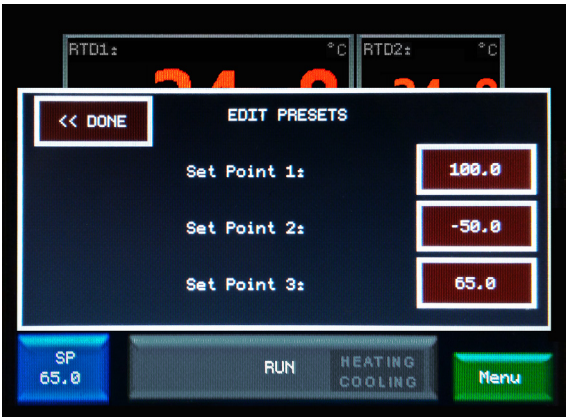 RTD1: °C RTD2: °C
<< DONE EDIT PRESETS
Set Point 1: 100.0
Set Point 2: -50.0
Set Point 3: 65.0
SP
65.0
RUN
HEATING
COOLING
Menu